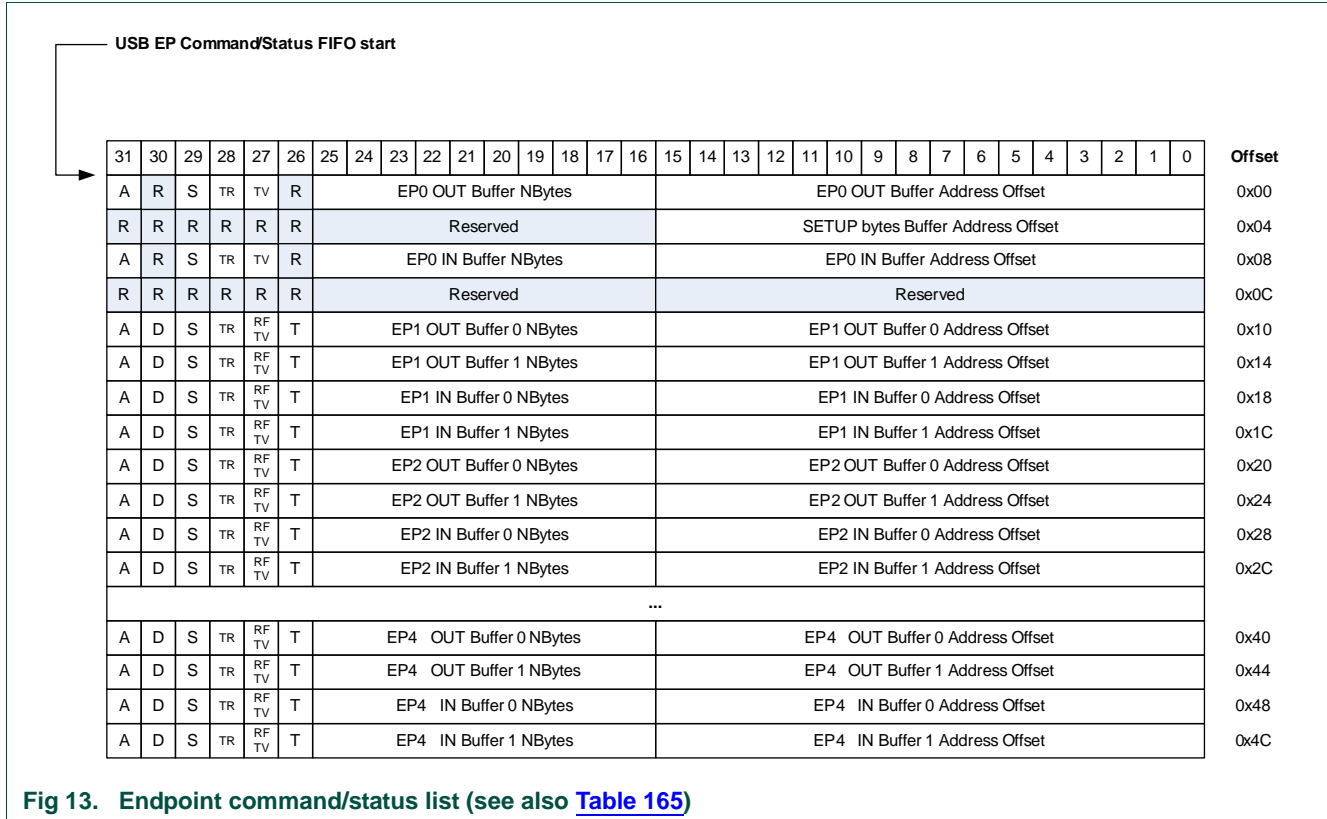 USB EP Command/Status FIFO start
31 30 29 28 27 26 25 24 23 22 21 20 19 18 17 16 15 14 13 12 11 10 9 8 7 6 5 4 3 2 1 0 Offset
A R S TR TV R EP0 OUT Buffer NBytes EP0 OUT Buffer Address Offset 0x00
R R R R R R Reserved SETUP bytes Buffer Address Offset 0x04
A R S TR TV R EP0 IN Buffer NBytes EP0 IN Buffer Address Offset 0x08
R R R R R R Reserved Reserved 0x0C
A D S TR RF TV T EP1 OUT Buffer 0 NBytes EP1 OUT Buffer 0 Address Offset 0x10
A D S TR RF TV T EP1 OUT Buffer 1 NBytes EP1 OUT Buffer 1 Address Offset 0x14
A D S TR RF TV T EP1 IN Buffer 0 NBytes EP1 IN Buffer 0 Address Offset 0x18
A D S TR RF TV T EP1 IN Buffer 1 NBytes EP1 IN Buffer 1 Address Offset 0x1C
A D S TR RF TV T EP2 OUT Buffer 0 NBytes EP2 OUT Buffer 0 Address Offset 0x20
A D S TR RF TV T EP2 OUT Buffer 1 NBytes EP2 OUT Buffer 1 Address Offset 0x24
A D S TR RF TV T EP2 IN Buffer 0 NBytes EP2 IN Buffer 0 Address Offset 0x28
A D S TR RF TV T EP2 IN Buffer 1 NBytes EP2 IN Buffer 1 Address Offset 0x2C
...
A D S TR RF TV T EP4 OUT Buffer 0 NBytes EP4 OUT Buffer 0 Address Offset 0x40
A D S TR RF TV T EP4 OUT Buffer 1 NBytes EP4 OUT Buffer 1 Address Offset 0x44
A D S TR RF TV T EP4 IN Buffer 0 NBytes EP4 IN Buffer 0 Address Offset 0x48
A D S TR RF TV T EP4 IN Buffer 1 NBytes EP4 IN Buffer 1 Address Offset 0x4C
Fig 13. Endpoint command/status list (see also Table 165)